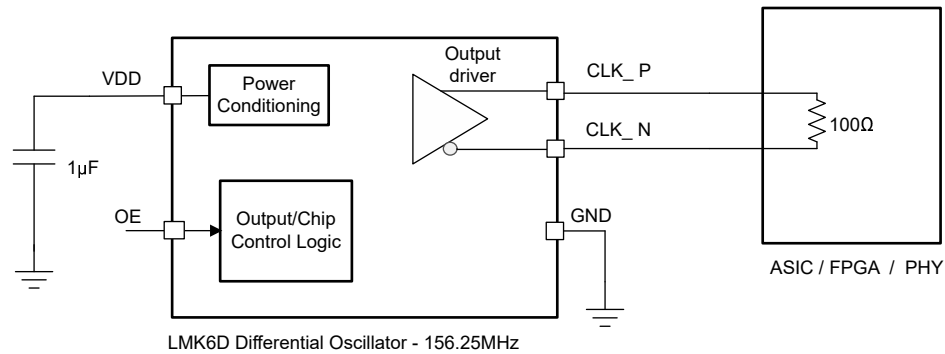 Output
driver
CLK_ P
VDD
Power
Conditioning
CLK_ N
100Ω
1µF
OE
Output/Chip
Control Logic
GND
ASIC / FPGA / PHY
LMK6D Differential Oscillator - 156.25MHz